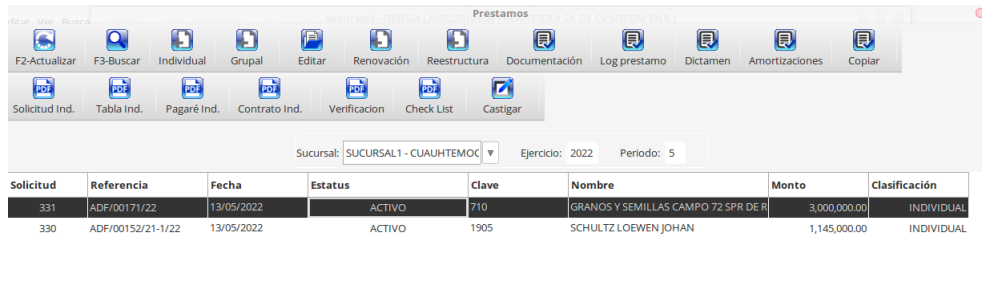 Prestamos
F2-Actualizar F3-Buscar Individual Grupal Editar Renovación Reestructura Documentación Log prestamo Dictamen Amortizaciones Copiar
Solicitud Ind. Tabla Ind. Pagaré Ind. Contrato Ind. Verificacion Check List Castigar
Sucursal: SUCURSAL1 - CUAUHTEMOC Ejercicio: 2022 Periodo: 5
Solicitud Referencia Fecha Estatus Clave Nombre Monto Clasificación
331 ADF/00171/22 13/05/2022 ACTIVO 710 GRANOS Y SEMILLAS CAMPO 72 SPR DE R 3,000,000.00 INDIVIDUAL
330 ADF/00152/21-1/22 13/05/2022 ACTIVO 1905 SCHULTZ LOEWEN JOHAN 1,145,000.00 INDIVIDUAL